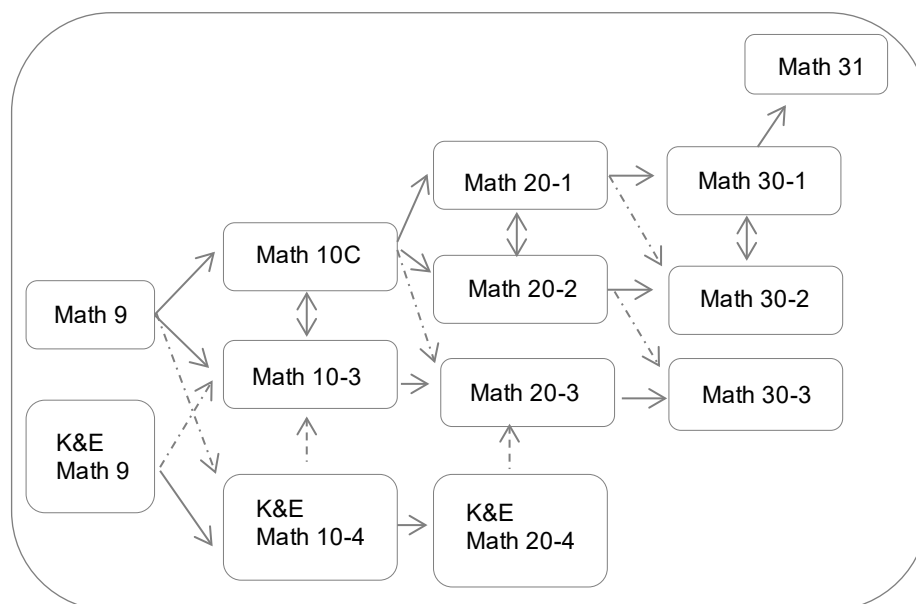 Math 31
Math 20-1
Math 30-1
Math 10C
Math 20-2
Math 30-2
Math 9
Math 10-3
Math 20-3
Math 30-3
K&E
Math 9
K&E
Math 10-4
K&E
Math 20-4